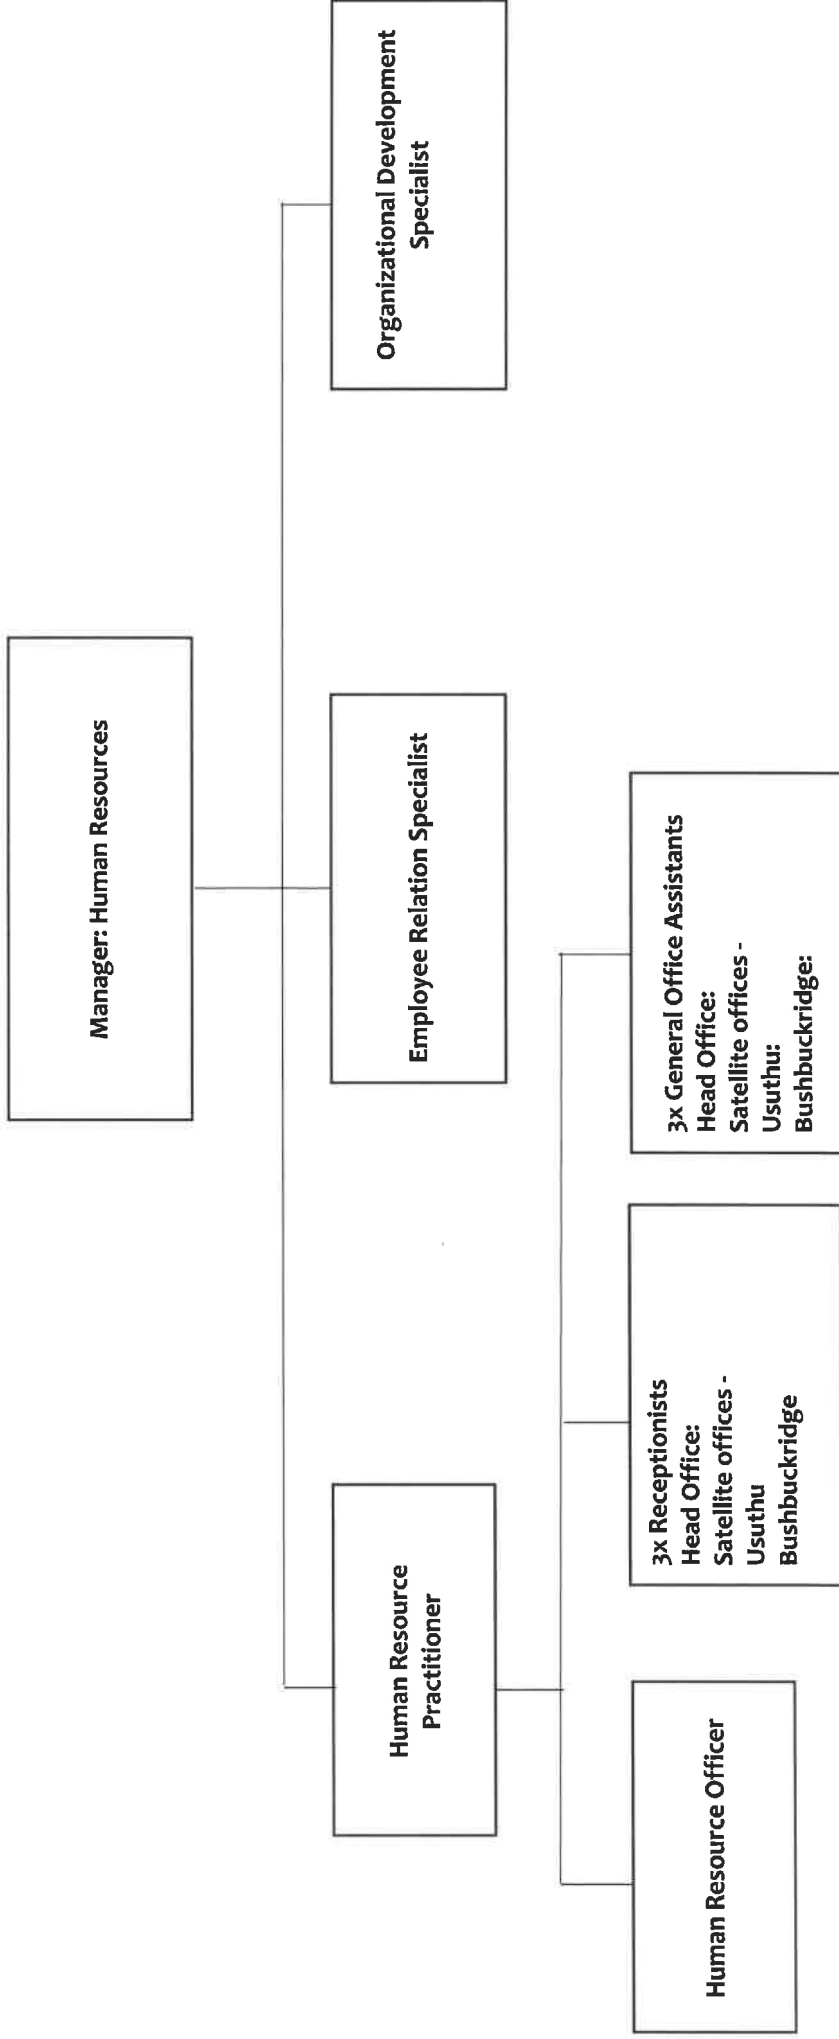 Manager: Human Resources
Human Resource
Practitioner
Employee Relation Specialist
Organizational Development
Specialist
Human Resource Officer
3x Receptionists
Head Office:
Satellite offices -
Usuthu
Bushbuckridge
3x General Office Assistants
Head Office:
Satellite offices -
Usuthu:
Bushbuckridge: